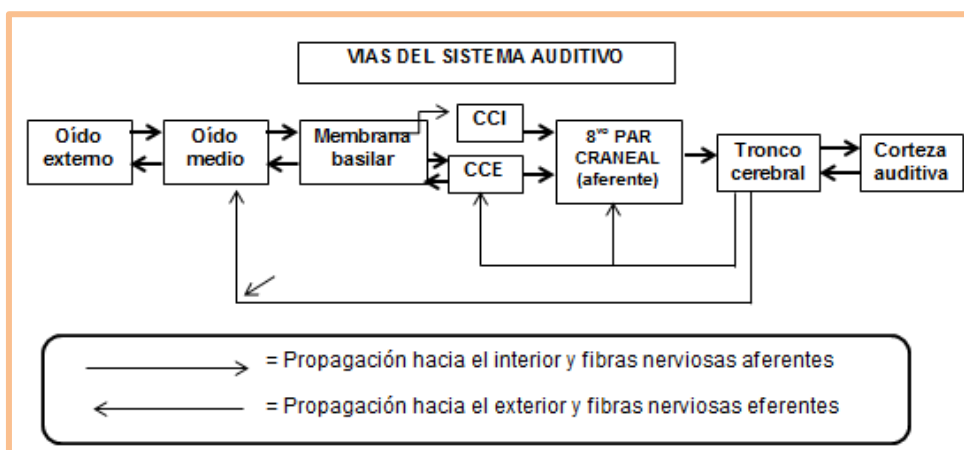 VIAS DEL SISTEMA AUDITIVO
Oído
externo
Oído
medio
Membrana
basilar
CCI
CCE
8vo PAR
CRANEAL
(aferente)
Tronco
cerebral
Corteza
auditiva
= Propagación hacia el interior y fibras nerviosas aferentes
= Propagación hacia el exterior y fibras nerviosas eferentes